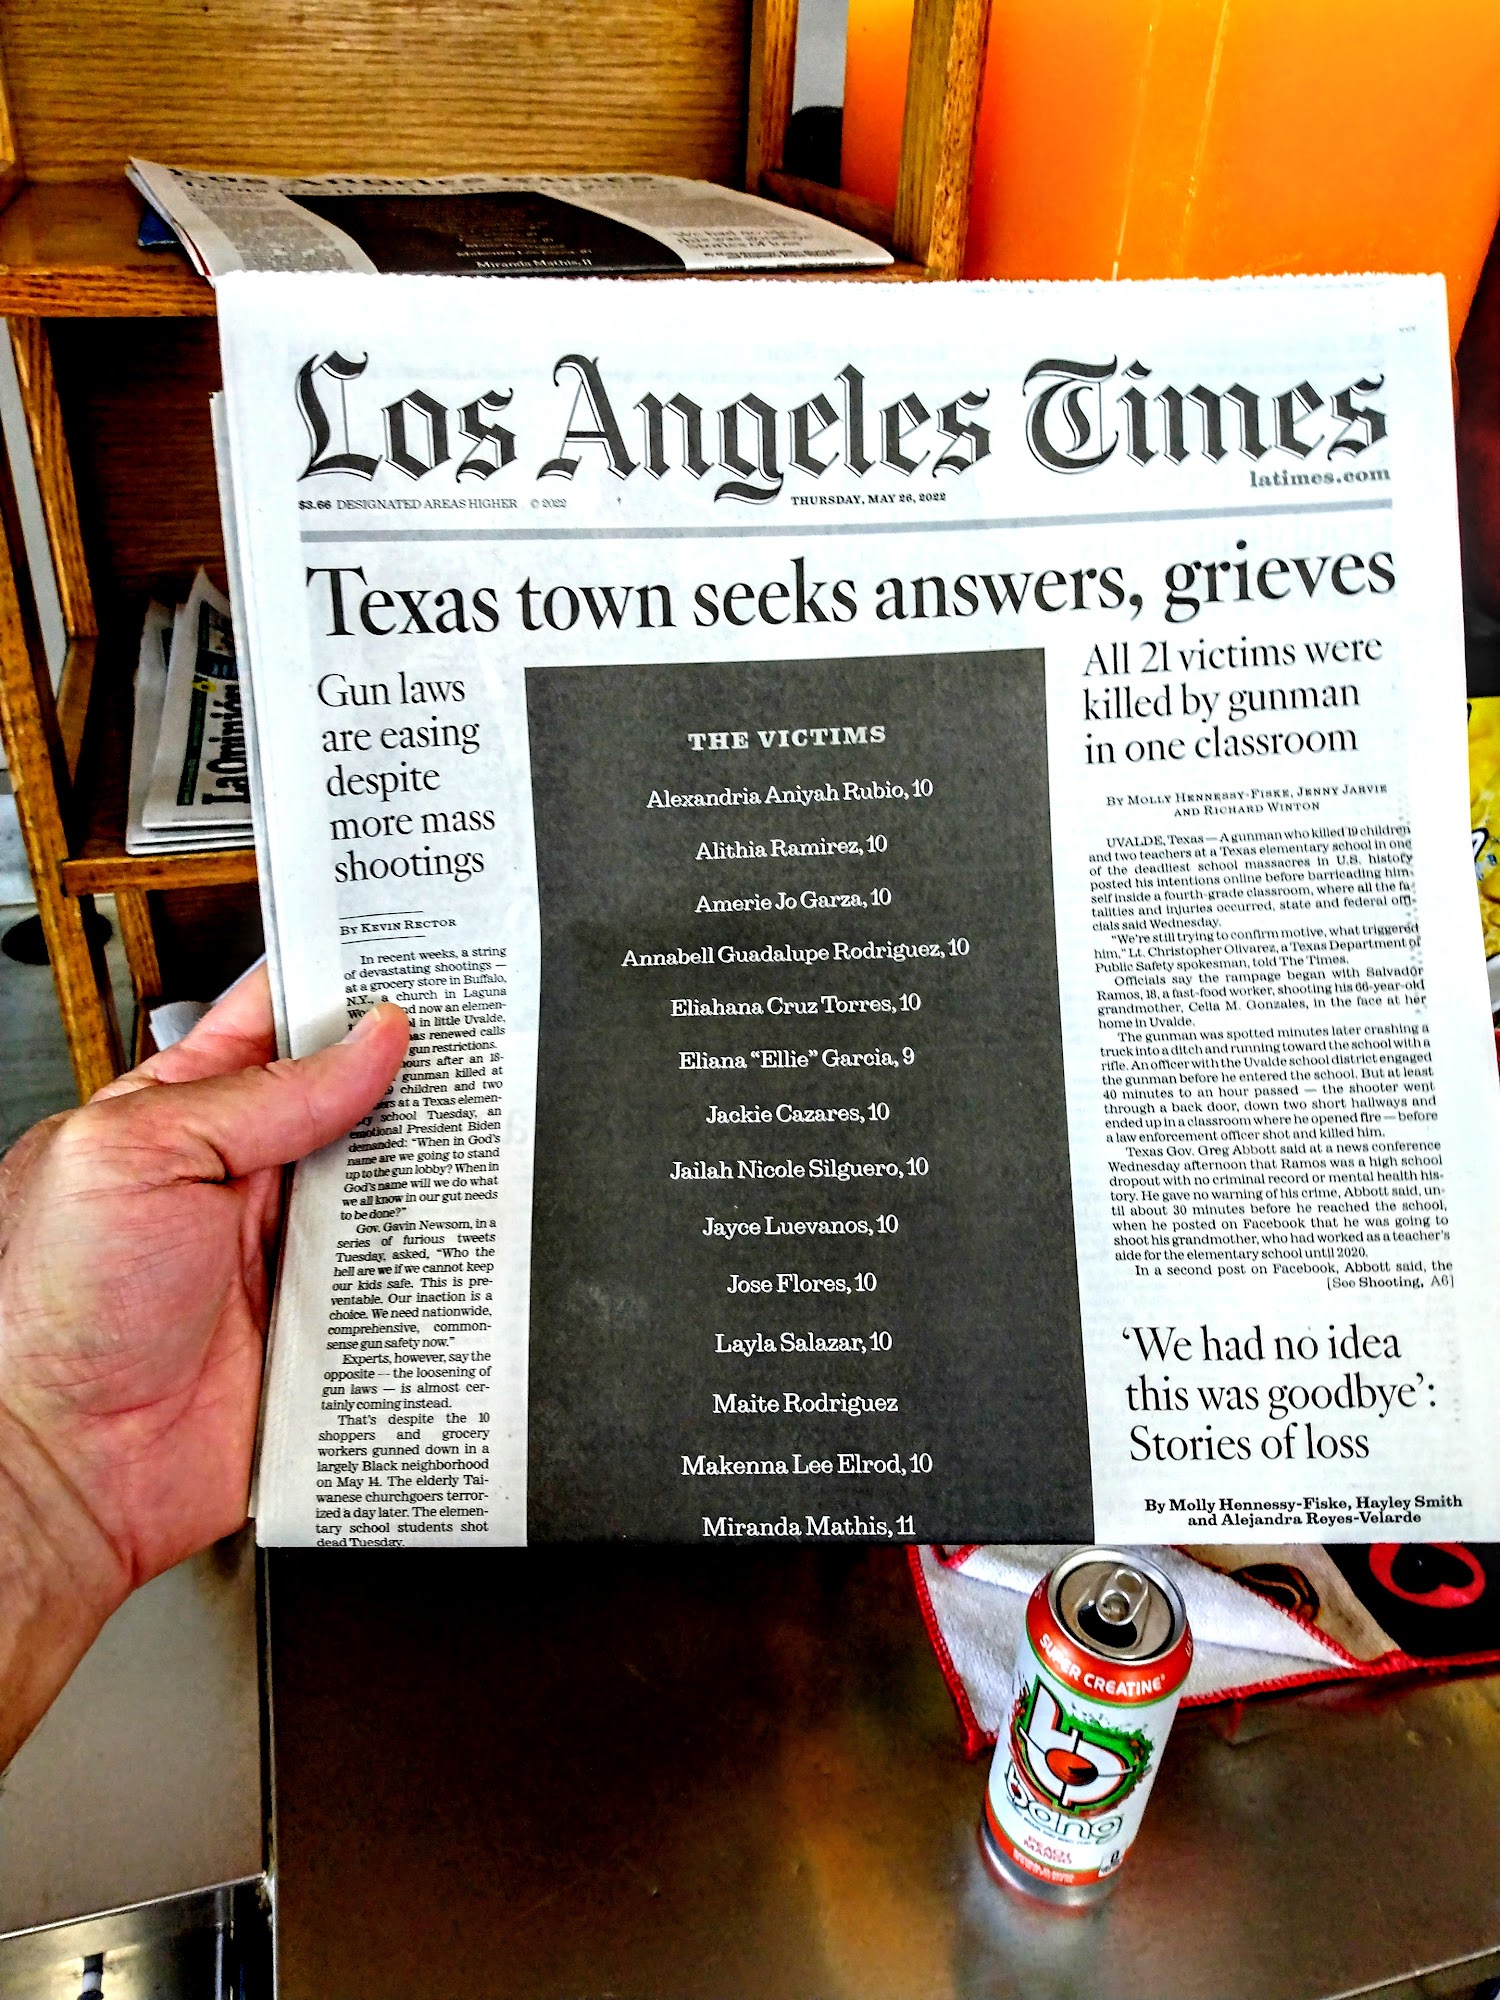 Los Angeles Times
Miranda Mathis, 11
Los Angeles Times
$3.66 DESIGNATED AREAS HIGHER © 2022
THURSDAY, MAY 26, 2022
latimes.com
Texas town seeks answers, grieves
Gun laws
are easing
despite
more mass
shootings
BY KEVIN RECTOR
In recent weeks, a string
of devastating shootings —
at a grocery store in Buffalo,
N.Y., a church in Laguna
nd now an elemen-
in little Uvalde,
has renewed calls
gun restrictions.
hours after an 18-
gunman killed at
children and two
ers at a Texas elemen-
school Tuesday, an
emotional President Biden
demanded: “When in God’s
name are we going to stand
up to the gun lobby? When in
God’s name will we do what
we all know in our gut needs
to be done?”
Gov. Gavin Newsom, in a
series of furious tweets
Tuesday, asked, “Who the
hell are we if we cannot keep
our kids safe. This is pre-
ventable. Our inaction is a
choice. We need nationwide,
comprehensive, common-
sense gun safety now.”
Experts, however, say the
opposite — the loosening of
gun laws — is almost cer-
tainly coming instead.
That’s despite the 10
shoppers and grocery
workers gunned down in a
largely Black neighborhood
on May 14. The elderly Tai-
wanese churchgoers terror-
ized a day later. The elemen-
tary school students shot
dead Tuesday.
THE VICTIMS
Alexandria Aniyah Rubio, 10
Alithia Ramirez, 10
Amerie Jo Garza, 10
Annabell Guadalupe Rodriguez, 10
Eliahana Cruz Torres, 10
Eliana “Ellie” Garcia, 9
Jackie Cazares, 10
Jailah Nicole Silguero, 10
Jayce Luevanos, 10
Jose Flores, 10
Layla Salazar, 10
Maite Rodriguez
Makenna Lee Elrod, 10
Miranda Mathis, 11
All 21 victims were
killed by gunman
in one classroom
BY MOLLY HENNESSY-FISKE, JENNY JARVIE
AND RICHARD WINTON
UVALDE, Texas — A gunman who killed 19 children
and two teachers at a Texas elementary school in one
of the deadliest school massacres in U.S. history
posted his intentions online before barricading him-
self inside a fourth-grade classroom, where all the fa-
talities and injuries occurred, state and federal offi-
cials said Wednesday.
“We’re still trying to confirm motive, what triggered
him,” Lt. Christopher Olivarez, a Texas Department of
Public Safety spokesman, told The Times.
Officials say the rampage began with Salvador
Ramos, 18, a fast-food worker, shooting his 66-year-old
grandmother, Celia M. Gonzales, in the face at her
home in Uvalde.
The gunman was spotted minutes later crashing a
truck into a ditch and running toward the school with a
rifle. An officer with the Uvalde school district engaged
the gunman before he entered the school. But at least
40 minutes to an hour passed — the shooter went
through a back door, down two short hallways and
ended up in a classroom where he opened fire — before
a law enforcement officer shot and killed him.
Texas Gov. Greg Abbott said at a news conference
Wednesday afternoon that Ramos was a high school
dropout with no criminal record or mental health his-
tory. He gave no warning of his crime, Abbott said, un-
til about 30 minutes before he reached the school,
when he posted on Facebook that he was going to
shoot his grandmother, who had worked as a teacher’s
aide for the elementary school until 2020.
In a second post on Facebook, Abbott said, the
[See Shooting, A6]
‘We had no idea
this was goodbye’:
Stories of loss
By Molly Hennessy-Fiske, Hayley Smith
and Alejandra Reyes-Velarde
La Opinión
SUPER CREATINE
bang
PEACH
MANGO
0